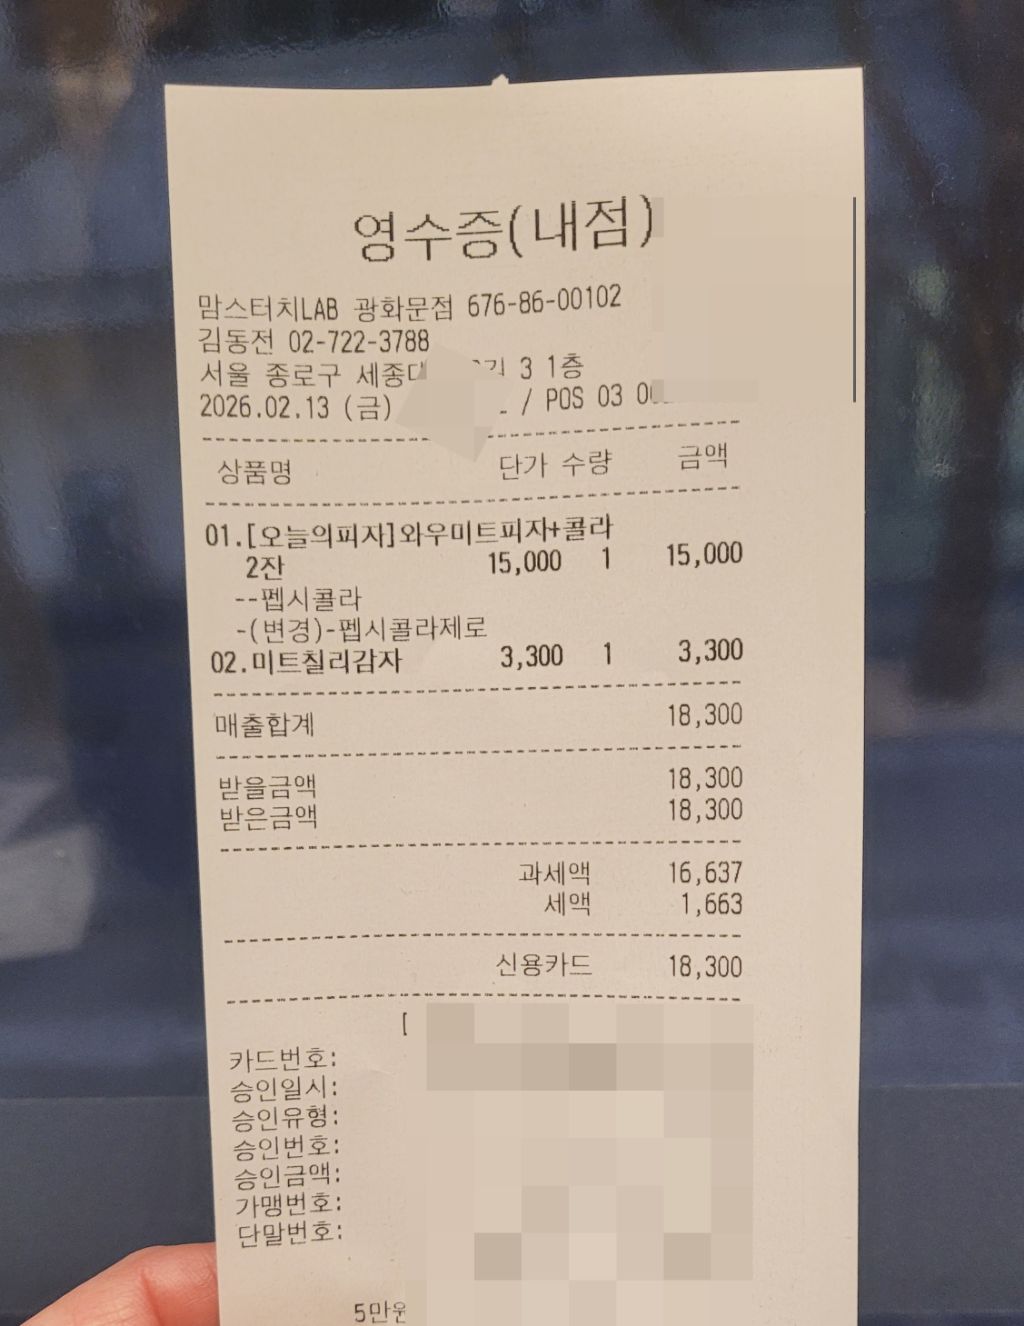 영수증(내점)
맘스터치LAB 광화문점 676-86-00102
김동전 02-722-3788
서울 종로구 3 1층
2026.02.13 (금) / POS 03
상품명 단가 수량 금액
01.[오늘의피자]와우미트피자+콜라
2잔 15,000 1 15,000
--펩시콜라
-(변경)-펩시콜라제로
02.미트칠리감자 3,300 1 3,300
매출합계 18,300
받을금액 18,300
받은금액 18,300
과세액 16,637
세액 1,663
신용카드 18,300
[
카드번호:
승인일시:
승인유형:
승인번호:
승인금액:
가맹번호:
단말번호:
5만원